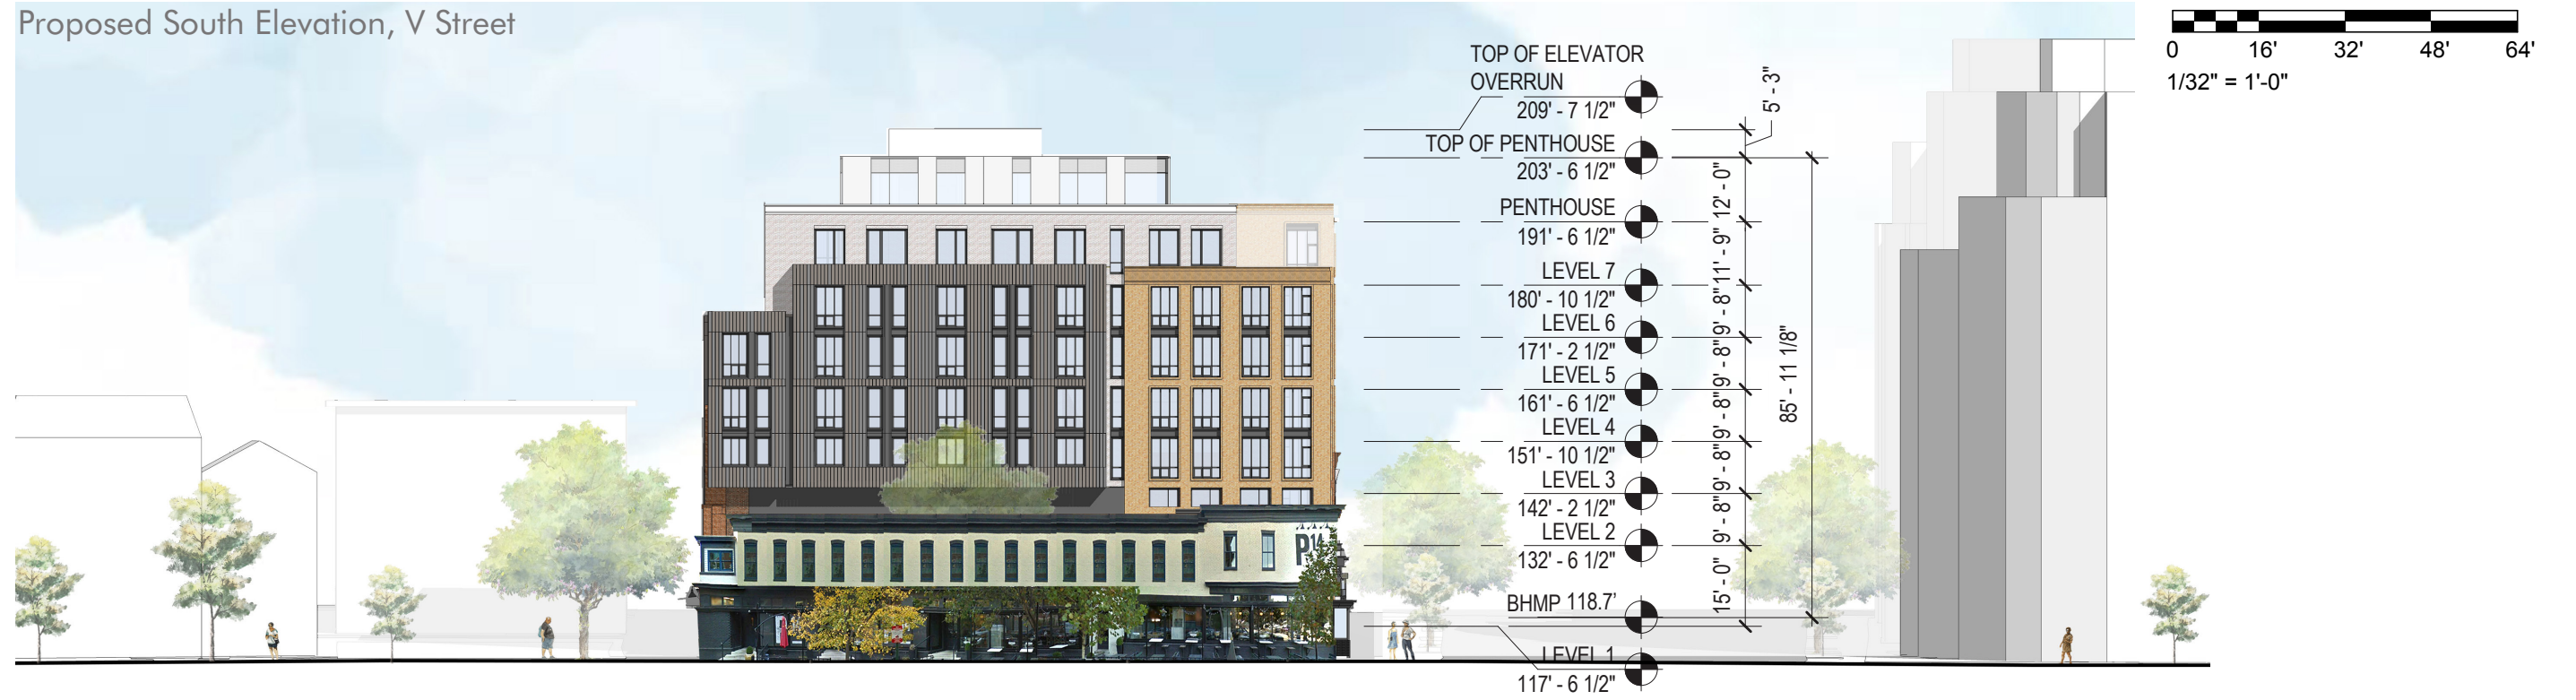 Proposed South Elevation, V Street
0 16' 32' 48' 64'
1/32" = 1'-0"
TOP OF ELEVATOR
OVERRUN
209' - 7 1/2"
5' - 3"
TOP OF PENTHOUSE
203' - 6 1/2"
12' - 0"
PENTHOUSE
191' - 6 1/2"
11' - 9"
LEVEL 7
180' - 10 1/2"
9' - 8"
LEVEL 6
171' - 2 1/2"
9' - 8"
LEVEL 5
161' - 6 1/2"
9' - 8"
LEVEL 4
151' - 10 1/2"
9' - 8"
LEVEL 3
142' - 2 1/2"
9' - 8"
LEVEL 2
132' - 6 1/2"
15' - 0"
85' - 11 1/8"
BHMP 118.7'
LEVEL 1
117' - 6 1/2"
P14